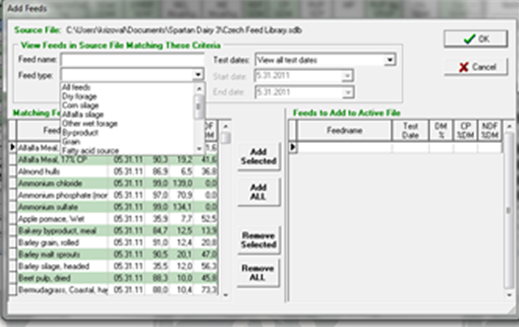 Add Feeds
Source File: C:\Users\krizova\Documents\Spartan Dairy 3\Czech Feed Library.sdb
View Feeds in Source File Matching These Criteria
Feed name:
Test dates: View all test dates
Feed type:
Start date: 5.31.2011
End date: 5.31.2011
OK
Cancel
All feeds
Dry forage
Corn silage
Alfalfa silage
Other wet forage
By-product
Grain
Fatty acid source
Matching Fe
Feed
DF
DM
Alfalfa Meal,
1,6
Alfalfa Meal, 17% CP 05.31.11 90,3 19,2 41,6
Almond hulls 05.31.11 86,9 6,5 36,8
Ammonium chloride 05.31.11 99,0 139,0 0,0
Ammonium phosphate (mor 05.31.11 97,0 70,9 0,0
Ammonium sulfate 05.31.11 99,0 134,1 0,0
Apple pomace, Wet 05.31.11 35,9 7,7 52,5
Bakery byproduct, meal 05.31.11 84,7 12,5 13,9
Barley grain, rolled 05.31.11 91,0 12,4 20,8
Barley malt sprouts 05.31.11 90,5 20,1 47,0
Barley silage, headed 05.31.11 35,5 12,0 56,3
Beet pulp, dried 05.31.11 88,3 10,0 45,8
Bermudagrass, Coastal, hay 05.31.11 88,0 10,4 73,3
Add Selected
Add ALL
Remove Selected
Remove ALL
Feeds to Add to Active File
Feedname Test Date DM % CP %DM NDF %DM